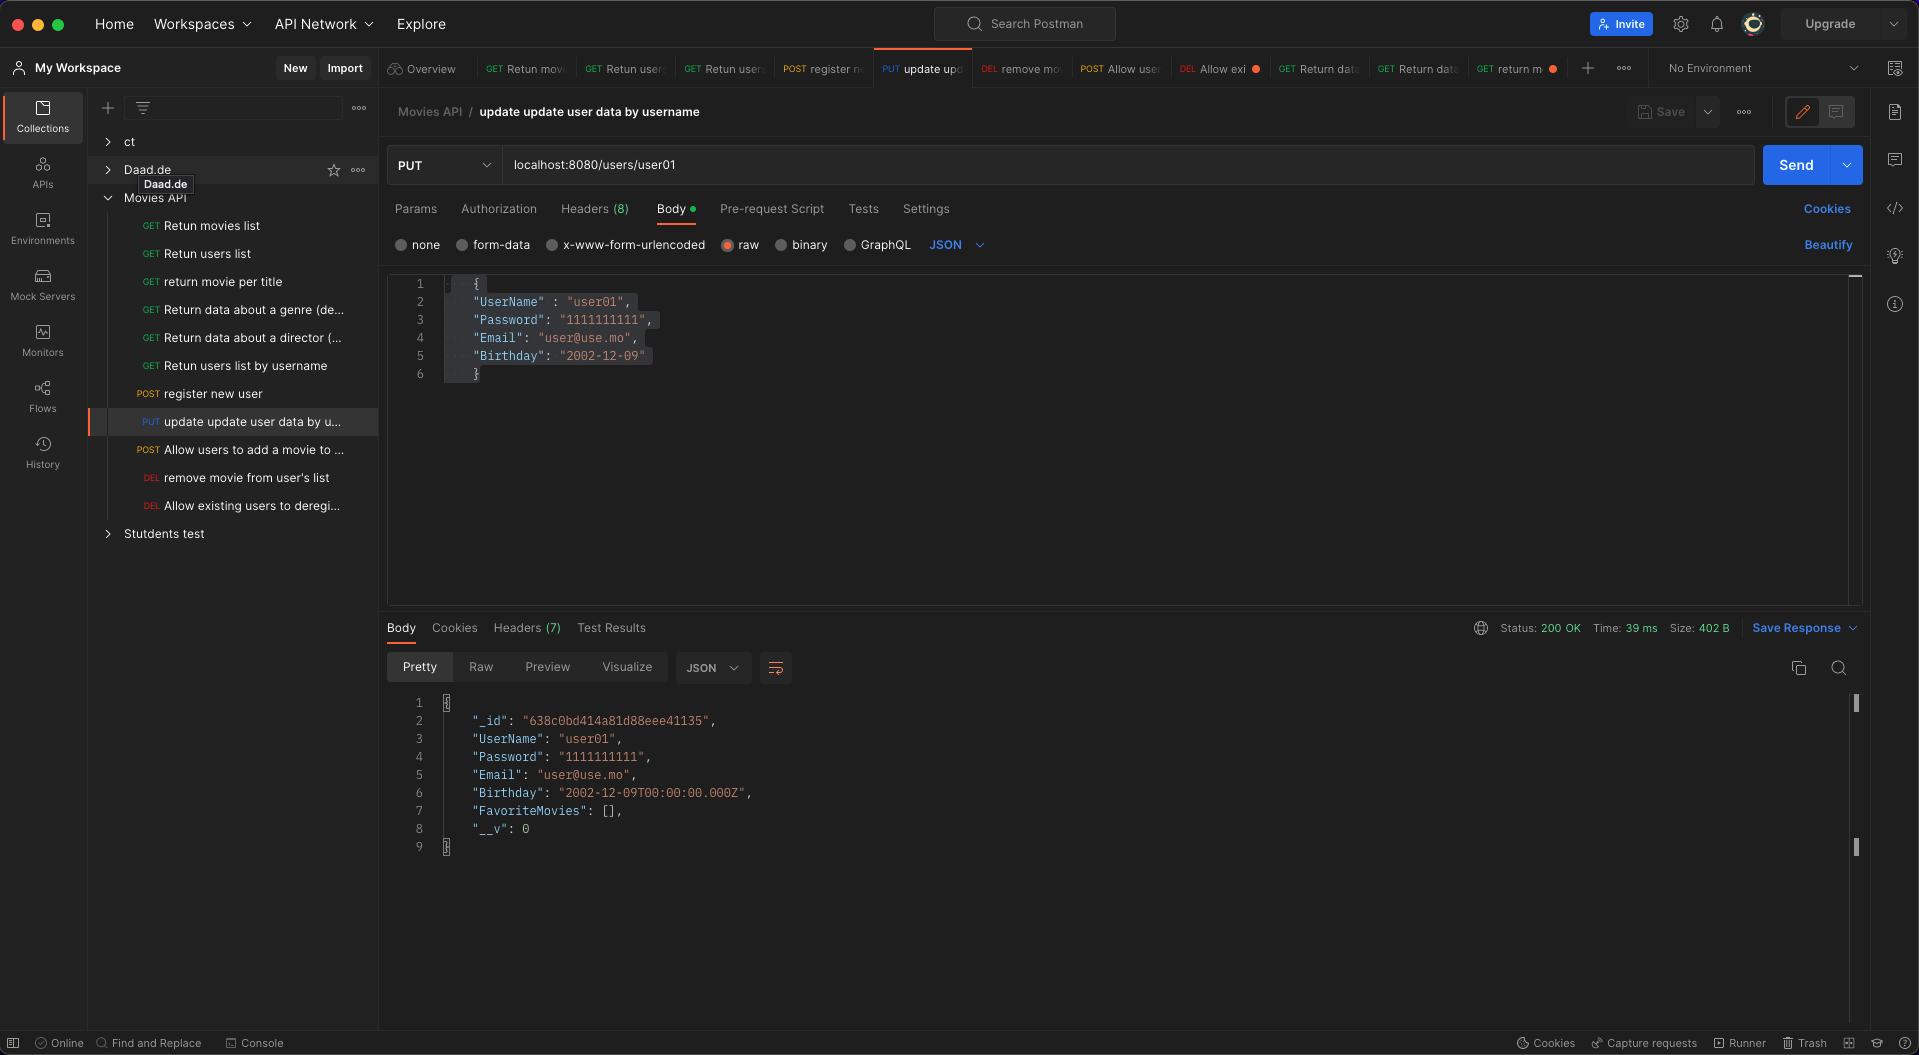 Home Workspaces API Network Explore Search Postman Invite Upgrade
My Workspace New Import
Overview GET Retun movi GET Retun user GET Retun user POST register n PUT update upd DEL remove mo POST Allow use DEL Allow exi GET Return data GET Return data GET return m No Environment
Collections
APIs
Environments
Mock Servers
Monitors
Flows
History
ct
Daad.de
Daad.de
Movies API
GET Retun movies list
GET Retun users list
GET return movie per title
GET Return data about a genre (de...
GET Return data about a director (...
GET Retun users list by username
POST register new user
PUT update update user data by u...
POST Allow users to add a movie to ...
DEL remove movie from user's list
DEL Allow existing users to deregi...
Stutdents test
Movies API / update update user data by username Save
PUT localhost:8080/users/user01 Send
Params Authorization Headers (8) Body Pre-request Script Tests Settings Cookies
none form-data x-www-form-urlencoded raw binary GraphQL JSON Beautify
1 {
2 "UserName" : "user01",
3 "Password": "1111111111",
4 "Email": "user@use.mo",
5 "Birthday": "2002-12-09"
6 }
Body Cookies Headers (7) Test Results Status: 200 OK Time: 39 ms Size: 402 B Save Response
Pretty Raw Preview Visualize JSON
1 {
2 "_id": "638c0bd414a81d88eee41135",
3 "UserName": "user01",
4 "Password": "1111111111",
5 "Email": "user@use.mo",
6 "Birthday": "2002-12-09T00:00:00.000Z",
7 "FavoriteMovies": [],
8 "__v": 0
9 }
Online Find and Replace Console Cookies Capture requests Runner Trash